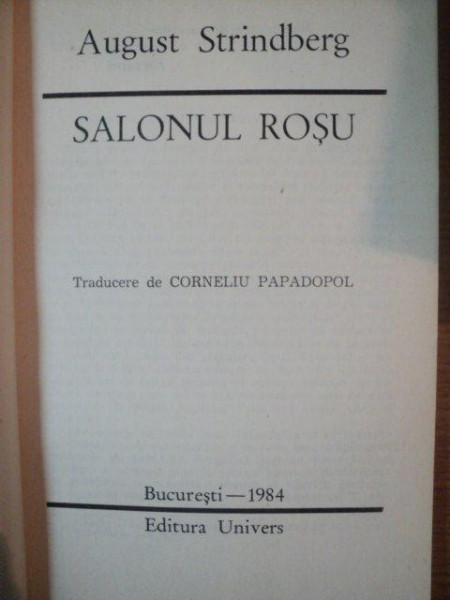 August Strindberg
SALONUL ROȘU
Traducere de CORNELIU PAPADOPOL
București — 1984
Editura Univers